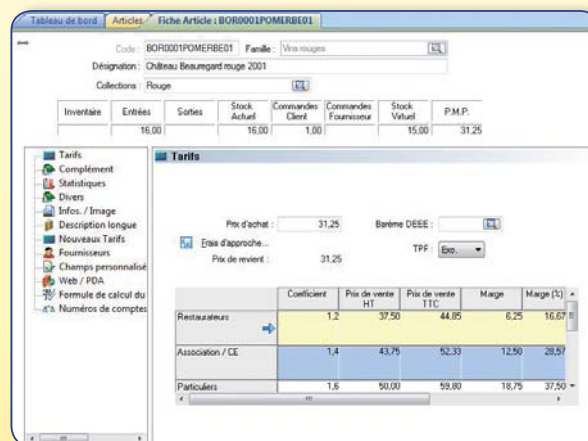 Tableau de bord Articles Fiche Article : BOR0001POMERBE01
Code : BOR0001POMERBE01 Famille : Vins rouges
Désignation : Château Beauregard rouge 2001
Collections : Rouge
Inventaire Entrées Sorties Stock Actuel Commandes Client Commandes Fournisseur Stock Virtuel P.M.P.
16,00 16,00 1,00 15,00 31,25
Tarifs
Complément
Statistiques
Divers
Infos. / Image
Description longue
Nouveaux Tarifs
Fournisseurs
Champs personnalisé
Web / PDA
Formule de calcul du
Numéros de comptes
Tarifs
Prix d'achat : 31,25 Barème DEEE :
Frais d'approche... TPF : Exo.
Prix de revient : 31,25
Coefficient Prix de vente HT Prix de vente TTC Marge Marge (%)
Restaurateurs 1,2 37,50 44,85 6,25 16,67
Association / CE 1,4 43,75 52,33 12,50 28,57
Particuliers 1,6 50,00 59,80 18,75 37,50